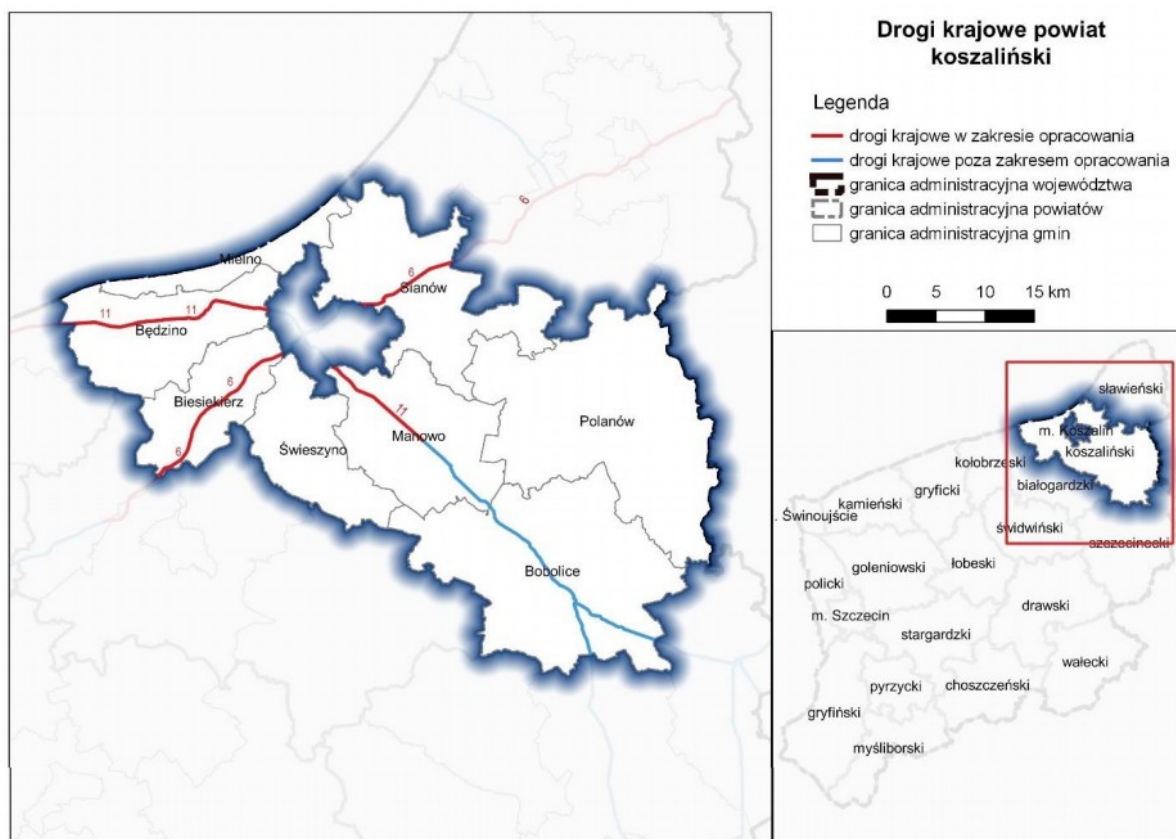 Drogi krajowe powiat
koszaliński
Legenda
drogi krajowe w zakresie opracowania
drogi krajowe poza zakresem opracowania
granica administracyjna województwa
granica administracyjna powiatów
granica administracyjna gmin
0 5 10 15 km
6
Mielno
6
Sianów
11 11
Będzino
6
Biesiekierz
11
Świeszyno
Manowo
Polanów
6
Bobolice
sławieński
m. Koszalin
koszaliński
kołobrzeski
białogardzki
gryficki
kamieński
. Świnoujście
świdwiński
szczecinecki
goleniowski
łobeski
policki
drawski
m. Szczecin
stargardzki
wałecki
pyrzycki
choszczeński
gryfiński
myśliborski